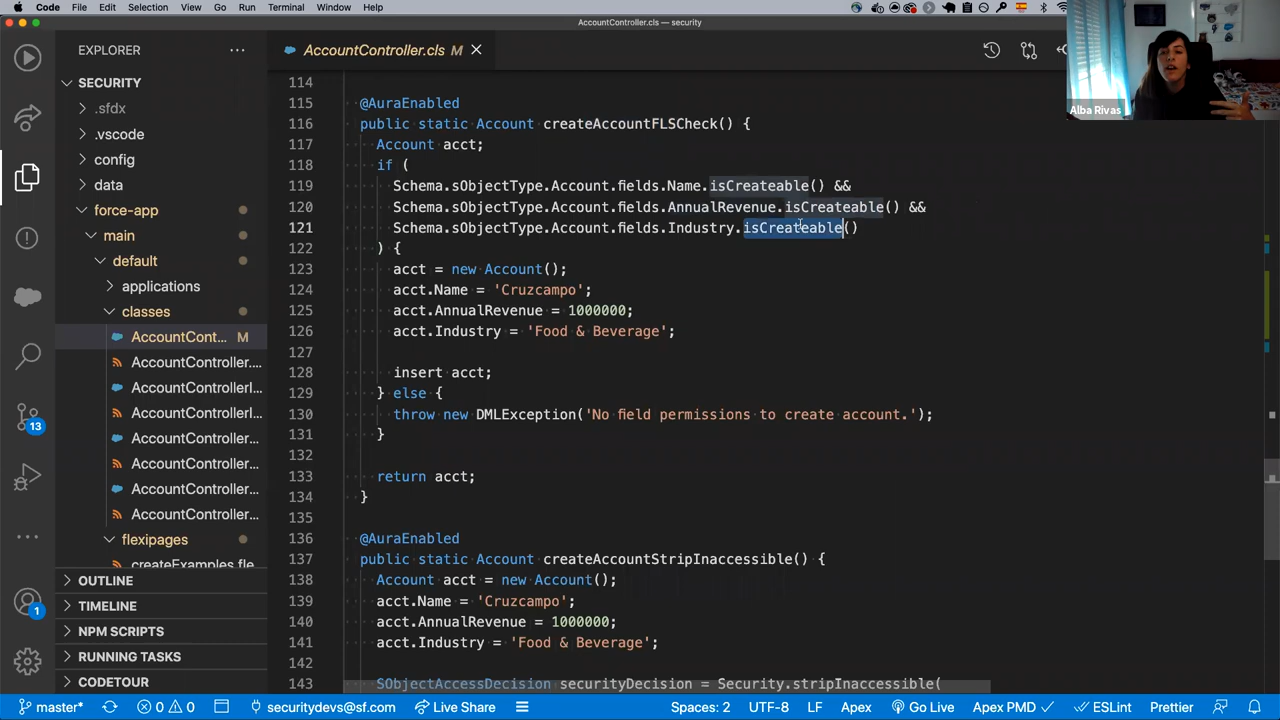 Code File Edit Selection View Go Run Terminal Window Help
AccountController.cls — security
EXPLORER
SECURITY
.sfdx
.vscode
config
data
force-app
main
default
applications
classes
AccountCont... M
AccountController....
AccountControllerI...
AccountControllerI...
AccountController...
AccountController...
AccountController...
AccountController...
flexipages
createExamples.fle
OUTLINE
TIMELINE
NPM SCRIPTS
RUNNING TASKS
CODETOUR
13
1
AccountController.cls M
Alba Rivas
114
115 @AuraEnabled
116 public static Account createAccountFLSCheck() {
117 Account acct;
118 if (
119 Schema.sObjectType.Account.fields.Name.isCreateable() &&
120 Schema.sObjectType.Account.fields.AnnualRevenue.isCreateable() &&
121 Schema.sObjectType.Account.fields.Industry.isCreateable()
122 ) {
123 acct = new Account();
124 acct.Name = 'Cruzcampo';
125 acct.AnnualRevenue = 1000000;
126 acct.Industry = 'Food & Beverage';
127
128 insert acct;
129 } else {
130 throw new DMLException('No field permissions to create account.');
131 }
132
133 return acct;
134 }
135
136 @AuraEnabled
137 public static Account createAccountStripInaccessible() {
138 Account acct = new Account();
139 acct.Name = 'Cruzcampo';
140 acct.AnnualRevenue = 1000000;
141 acct.Industry = 'Food & Beverage';
142
143 SObjectAccessDecision securityDecision = Security.stripInaccessible(
master* 0 0 securitydevs@sf.com Live Share Spaces: 2 UTF-8 LF Apex Go Live Apex PMD ESLint Prettier